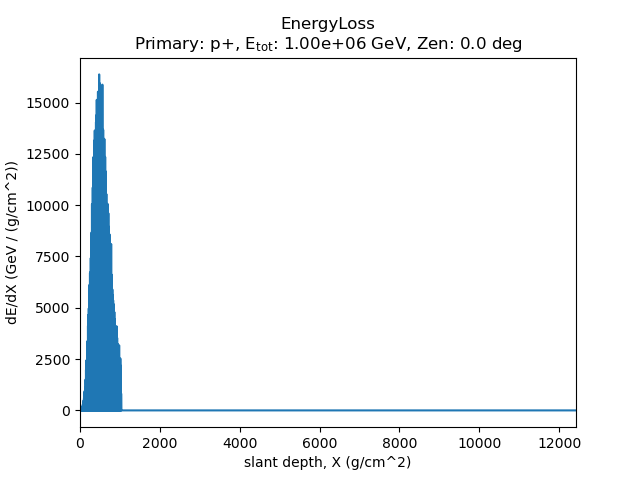 EnergyLoss
Primary: p+, Etot: 1.00e+06 GeV, Zen: 0.0 deg
15000
12500
10000
7500
5000
2500
0
dE/dX (GeV / (g/cm^2))
0 2000 4000 6000 8000 10000 12000
slant depth, X (g/cm^2)